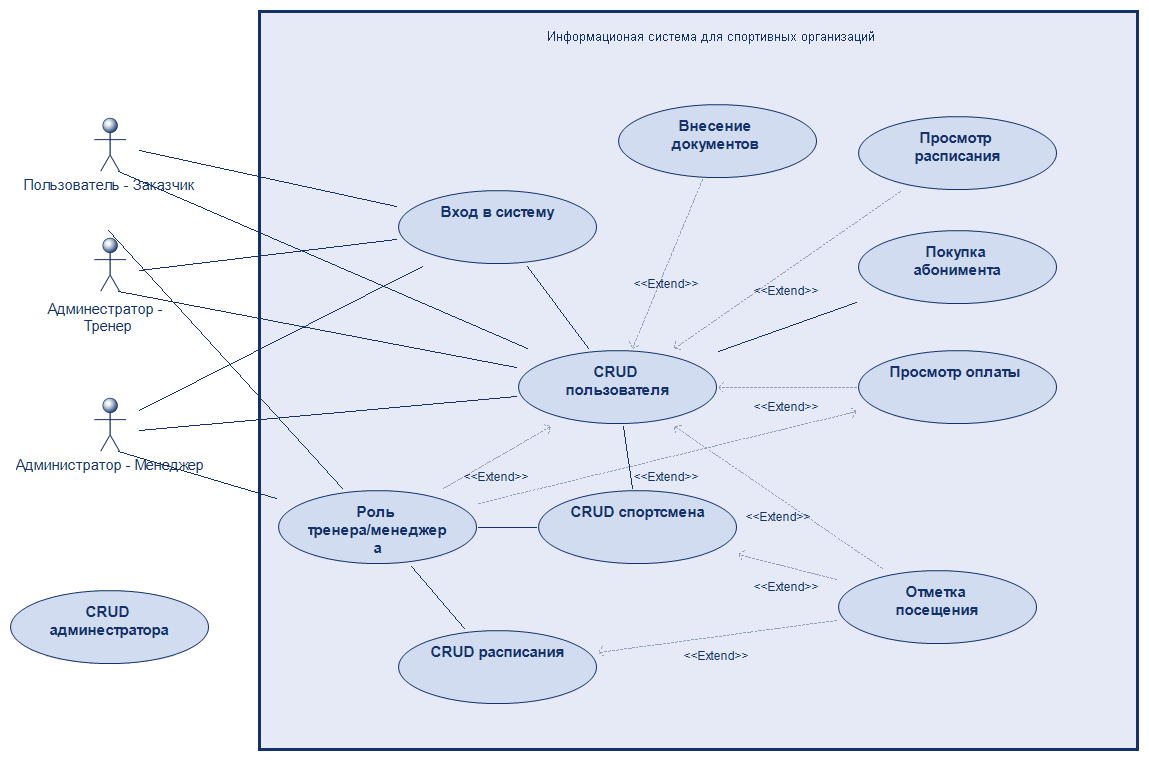 Информационая система для спортивных организаций
Внесение
документов
Просмотр
расписания
Пользователь - Заказчик
Вход в систему
Покупка
абонимента
<<Extend>>
<<Extend>>
Админестратор -
Тренер
CRUD
пользователя
Просмотр оплаты
<<Extend>>
Администратор - Менеджер
<<Extend>>
<<Extend>>
Роль
тренера/менеджер
а
CRUD спортсмена
<<Extend>>
<<Extend>>
Отметка
посещения
CRUD
админестратора
CRUD расписания
<<Extend>>